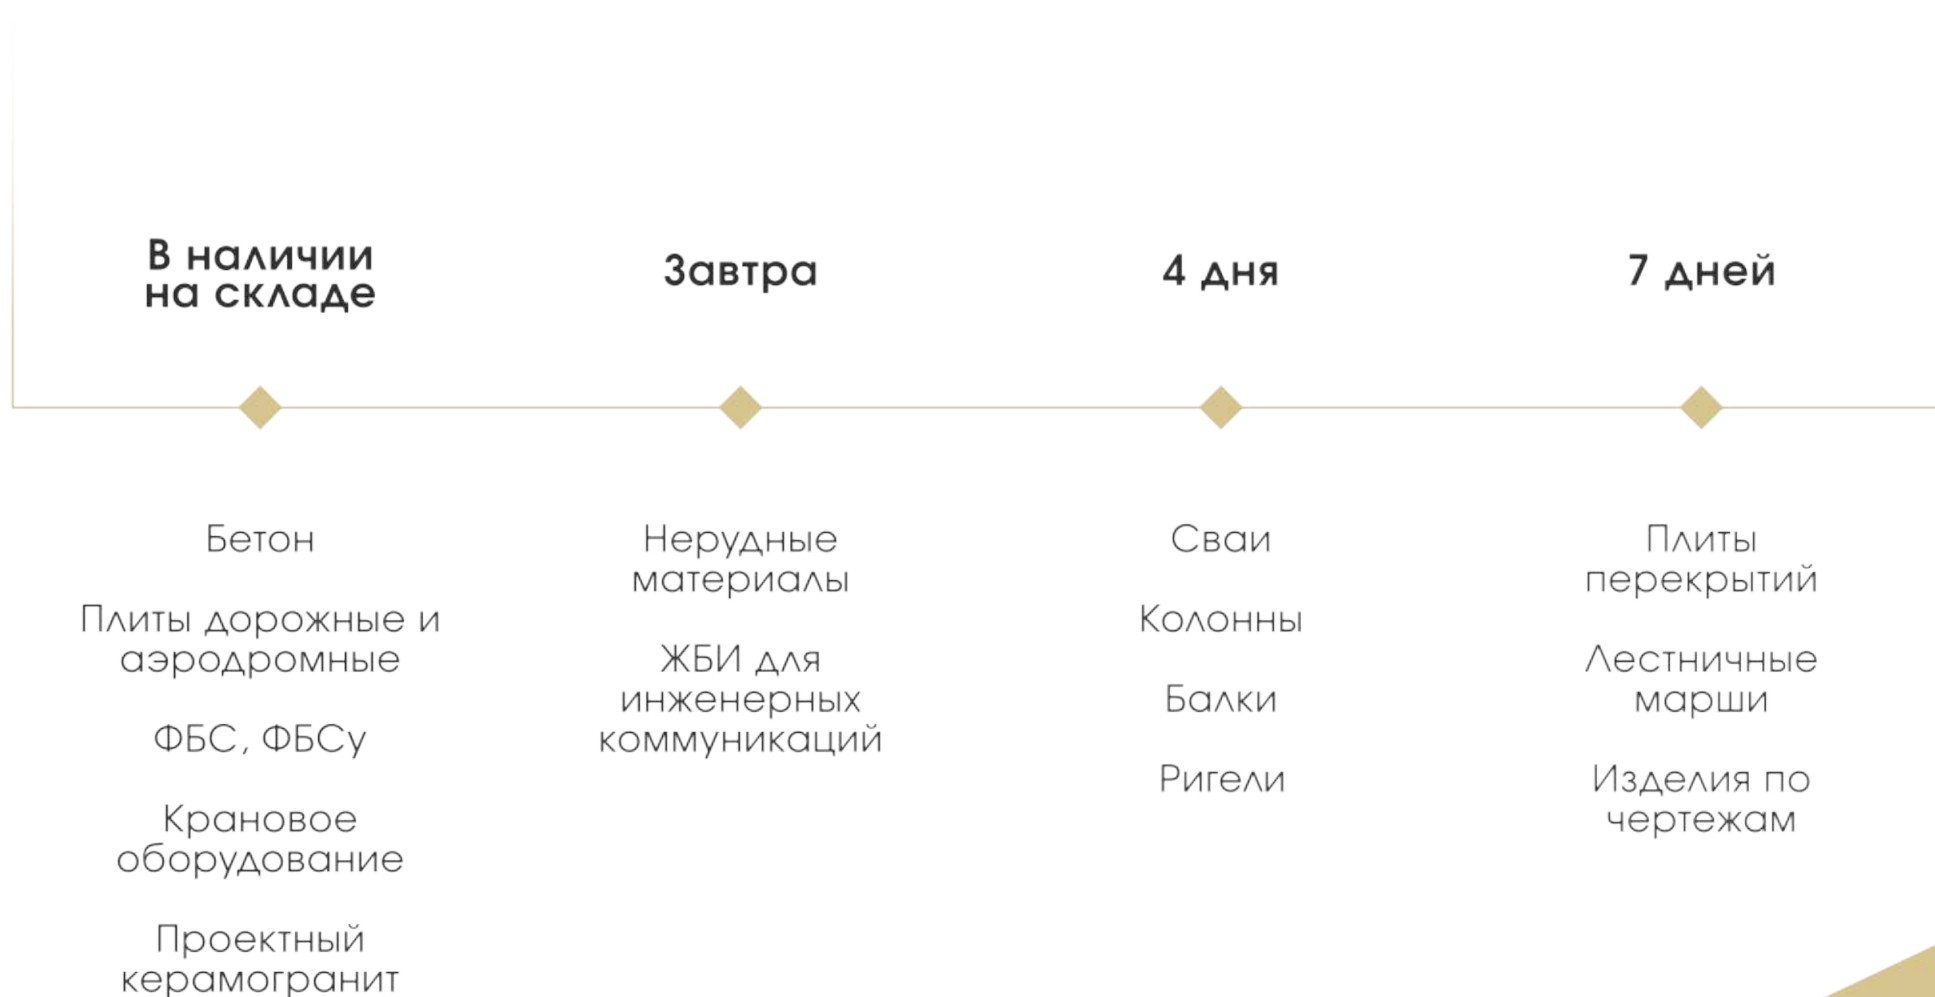 В наличии
на складе
Завтра
4 дня
7 дней
Бетон
Плиты дорожные и
аэродромные
ФБС, ФБСу
Крановое
оборудование
Проектный
керамогранит
Нерудные
материалы
ЖБИ для
инженерных
коммуникаций
Сваи
Колонны
Балки
Ригели
Плиты
перекрытий
Лестничные
марши
Изделия по
чертежам